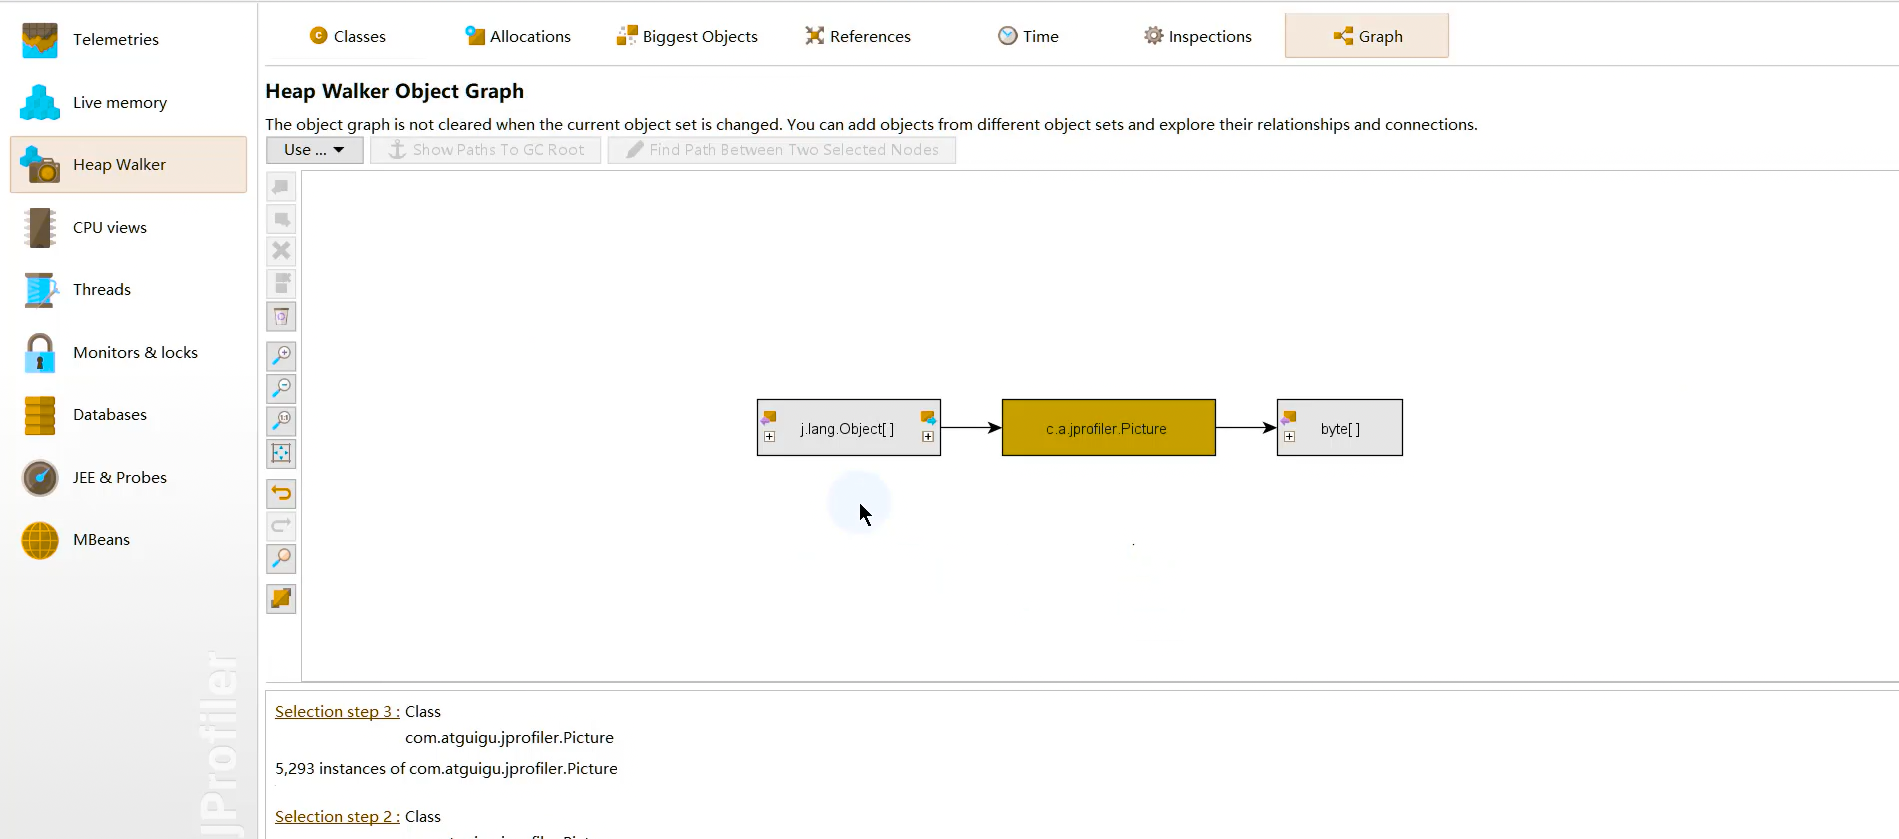 Telemetries
Live memory
Heap Walker
CPU views
Threads
Monitors & locks
Databases
JEE & Probes
MBeans
JProfiler
Classes Allocations Biggest Objects References Time Inspections Graph
Heap Walker Object Graph
The object graph is not cleared when the current object set is changed. You can add objects from different object sets and explore their relationships and connections.
Use ... Show Paths To GC Root Find Path Between Two Selected Nodes
j.lang.Object[ ] c.a.jprofiler.Picture byte[ ]
Selection step 3 : Class
com.atguigu.jprofiler.Picture
5,293 instances of com.atguigu.jprofiler.Picture
Selection step 2 : Class